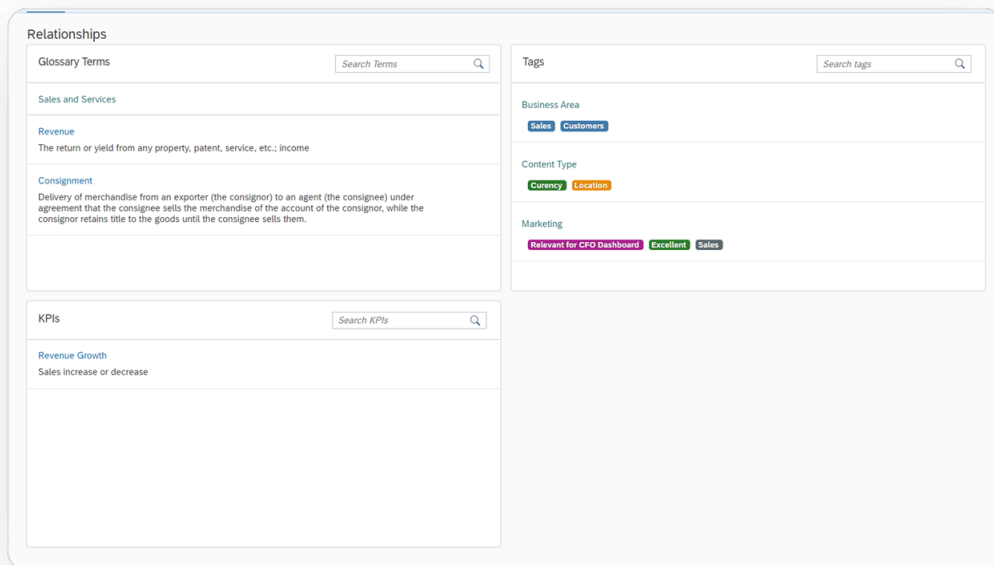 Relationships
Glossary Terms
Search Terms
Sales and Services
Revenue
The return or yield from any property, patent, service, etc.; income
Consignment
Delivery of merchandise from an exporter (the consignor) to an agent (the consignee) under
agreement that the consignee sells the merchandise of the account of the consignor, while the
consignor retains title to the goods until the consignee sells them.
Tags
Search tags
Business Area
Sales Customers
Content Type
Curency Location
Marketing
Relevant for CFO Dashboard Excellent Sales
KPIs
Search KPIs
Revenue Growth
Sales increase or decrease